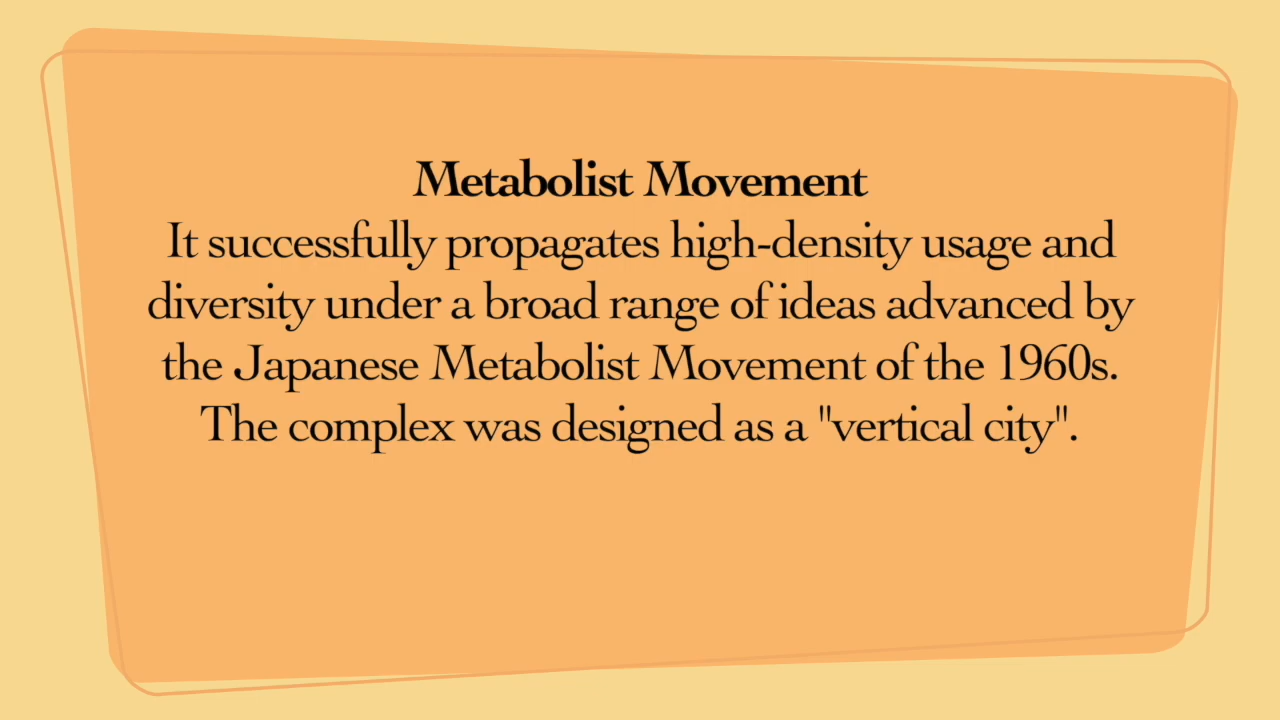 Metabolist Movement
It successfully propagates high-density usage and
diversity under a broad range of ideas advanced by
the Japanese Metabolist Movement of the 1960s.
The complex was designed as a "vertical city".